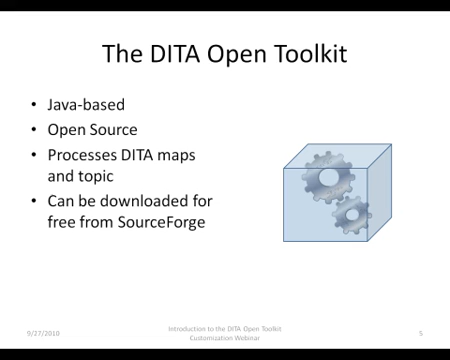 The DITA Open Toolkit
• Java-based
• Open Source
• Processes DITA maps
and topic
• Can be downloaded for
free from SourceForge
9/27/2010
Introduction to the DITA Open Toolkit
Customization Webinar
5